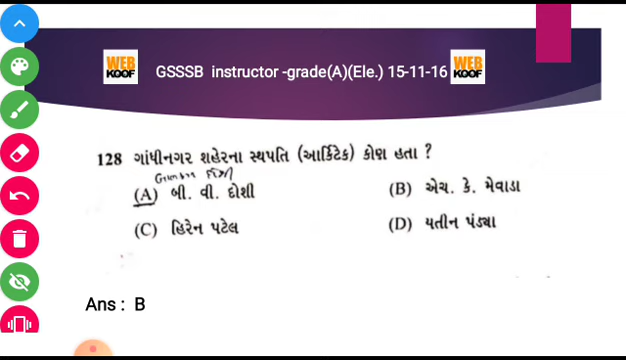 WEB
KOOF
GSSSB instructor -grade(A)(Ele.) 15-11-16
WEB
KOOF
128 ગાંધીનગર શહેરના સ્થપતિ (આર્કિટેક) કોણ હતા ?
(A) બી. વી. દોશી
(B) એચ. કે. મેવાડા
(C) હિરેન પટેલ
(D) યતીન પંડ્યા
Ans : B